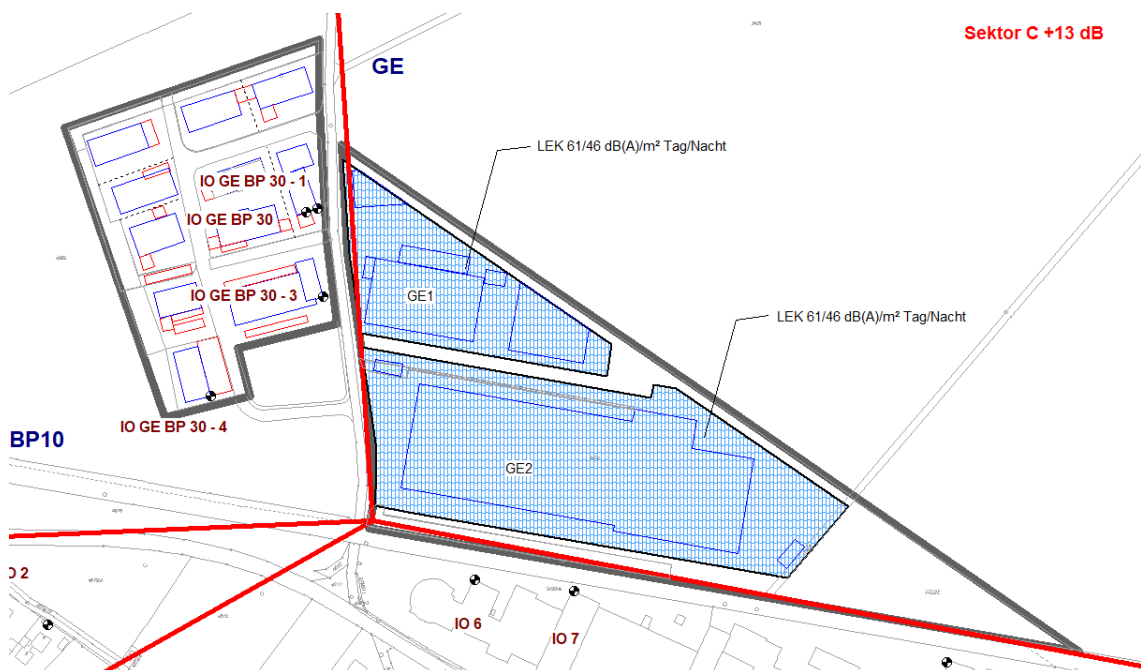 Sektor C +13 dB
GE
LEK 61/46 dB(A)/m² Tag/Nacht
IO GE BP 30 - 1
IO GE BP 30
IO GE BP 30 - 3
GE1
LEK 61/46 dB(A)/m² Tag/Nacht
IO GE BP 30 - 4
BP10
GE2
O 2
IO 6
IO 7